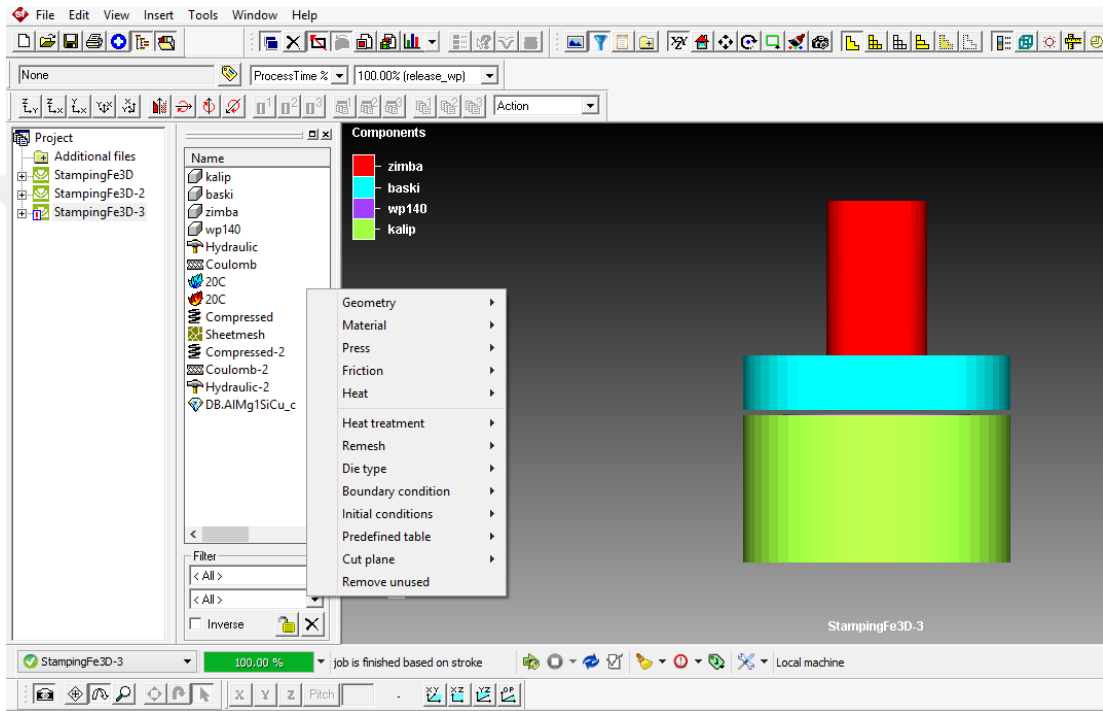 File Edit View Insert Tools Window Help
None
ProcessTime %
100.00% (release_wp)
Action
Project
Additional files
StampingFe3D
StampingFe3D-2
StampingFe3D-3
Name
kalip
baski
zimba
wp140
Hydraulic
Coulomb
20C
20C
Compressed
Sheetmesh
Compressed-2
Coulomb-2
Hydraulic-2
DB.AlMg1SiCu_c
Filter
< All >
< All >
Inverse
Geometry
Material
Press
Friction
Heat
Heat treatment
Remesh
Die type
Boundary condition
Initial conditions
Predefined table
Cut plane
Remove unused
Components
zimba
baski
wp140
kalip
StampingFe3D-3
StampingFe3D-3
100.00 %
job is finished based on stroke
Local machine
X Y Z Pitch
XY XZ YZ OP